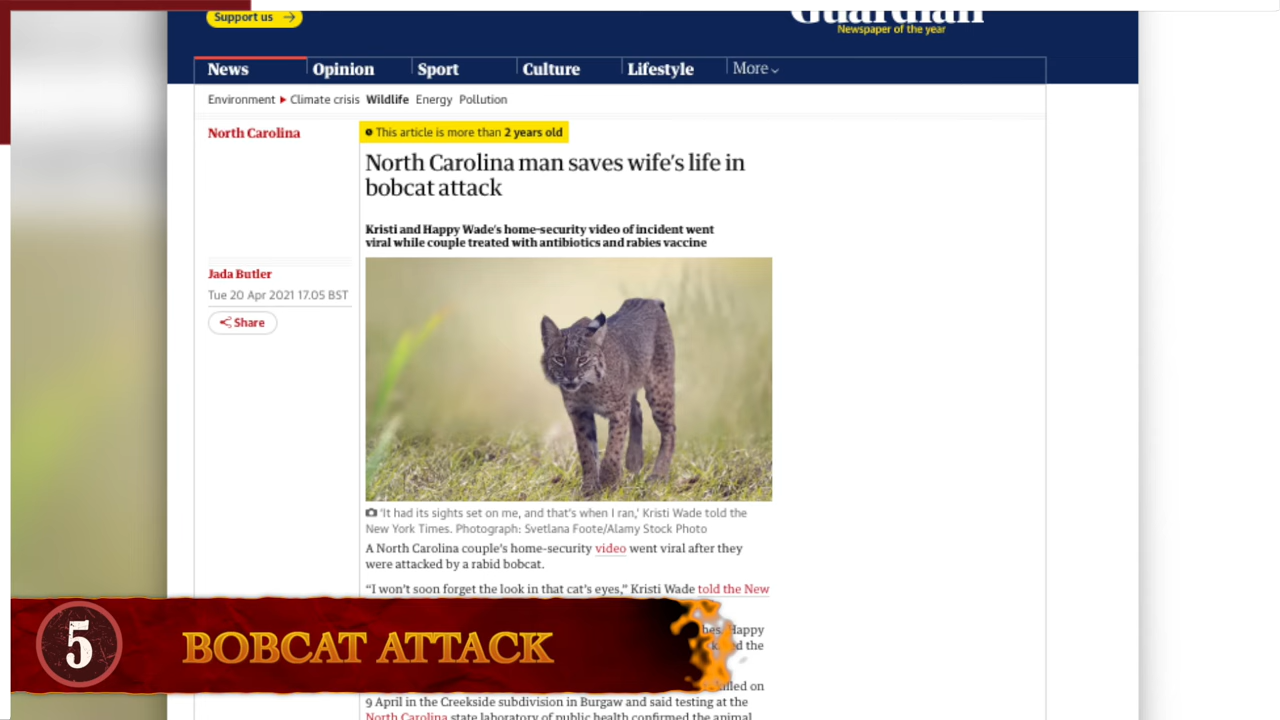 Support us
Guardian
Newspaper of the year
News Opinion Sport Culture Lifestyle More
Environment Climate crisis Wildlife Energy Pollution
North Carolina
This article is more than 2 years old
North Carolina man saves wife's life in
bobcat attack
Kristi and Happy Wade's home-security video of incident went
viral while couple treated with antibiotics and rabies vaccine
Jada Butler
Tue 20 Apr 2021 17.05 BST
Share
'It had its sights set on me, and that's when I ran,' Kristi Wade told the
New York Times. Photograph: Svetlana Foote/Alamy Stock Photo
A North Carolina couple's home-security video went viral after they
were attacked by a rabid bobcat.
“I won't soon forget the look in that cat's eyes,” Kristi Wade told the New
Happy
the
on
9 April in the Creekside subdivision in Burgaw and said testing at the
North Carolina state laboratory of public health confirmed the animal
5
BOBCAT ATTACK